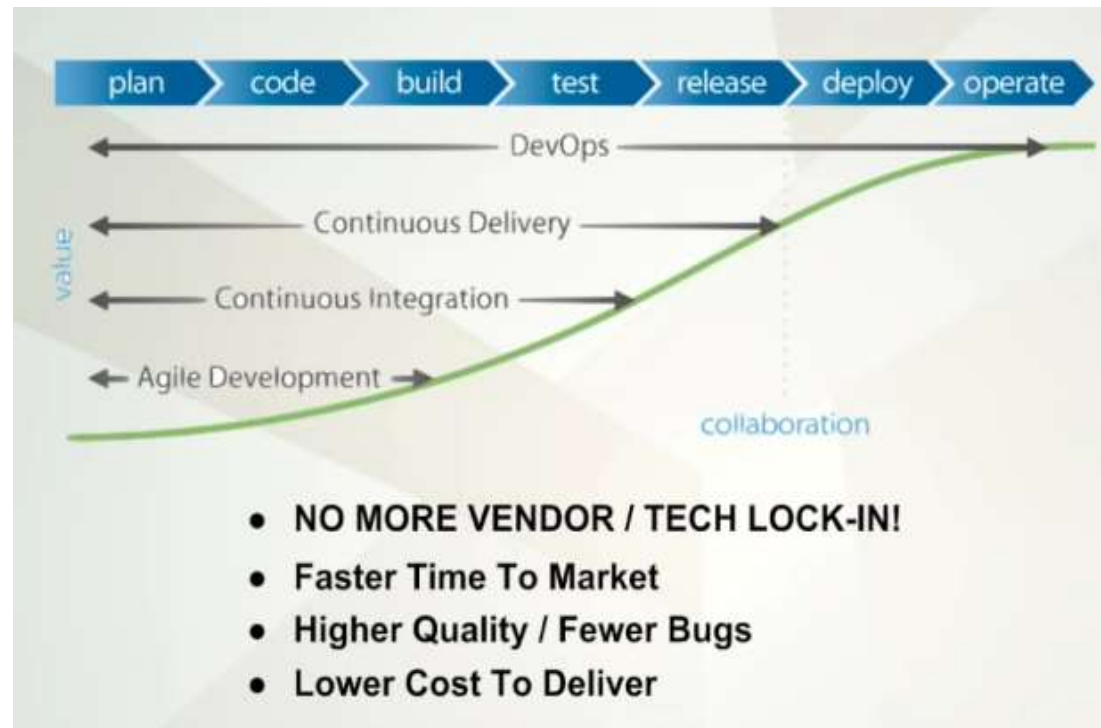 plan code build test release deploy operate
DevOps
Continuous Delivery
value
Continuous Integration
Agile Development
collaboration
• NO MORE VENDOR / TECH LOCK-IN!
• Faster Time To Market
• Higher Quality / Fewer Bugs
• Lower Cost To Deliver